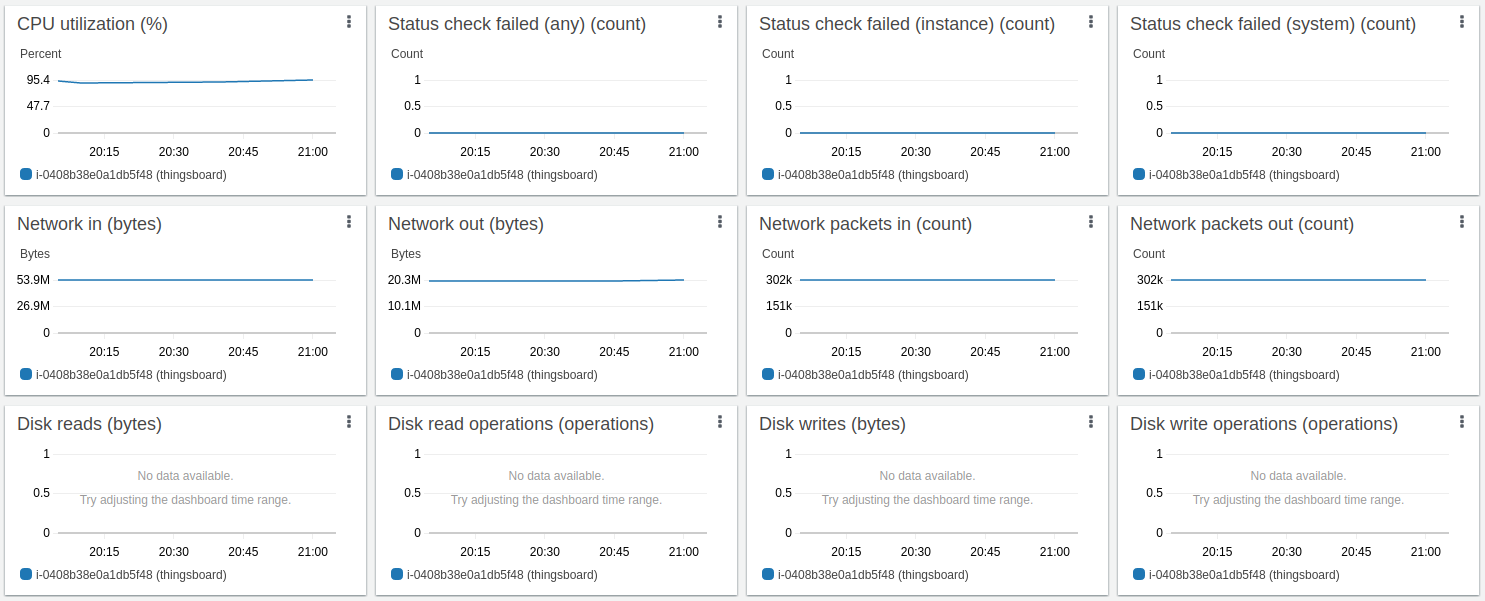 CPU utilization (%)
Percent
95.4
47.7
0
20:15 20:30 20:45 21:00
i-0408b38e0a1db5f48 (thingsboard)
Status check failed (any) (count)
Count
1
0.5
0
20:15 20:30 20:45 21:00
i-0408b38e0a1db5f48 (thingsboard)
Status check failed (instance) (count)
Count
1
0.5
0
20:15 20:30 20:45 21:00
i-0408b38e0a1db5f48 (thingsboard)
Status check failed (system) (count)
Count
1
0.5
0
20:15 20:30 20:45 21:00
i-0408b38e0a1db5f48 (thingsboard)
Network in (bytes)
Bytes
53.9M
26.9M
0
20:15 20:30 20:45 21:00
i-0408b38e0a1db5f48 (thingsboard)
Network out (bytes)
Bytes
20.3M
10.1M
0
20:15 20:30 20:45 21:00
i-0408b38e0a1db5f48 (thingsboard)
Network packets in (count)
Count
302k
151k
0
20:15 20:30 20:45 21:00
i-0408b38e0a1db5f48 (thingsboard)
Network packets out (count)
Count
302k
151k
0
20:15 20:30 20:45 21:00
i-0408b38e0a1db5f48 (thingsboard)
Disk reads (bytes)
1
No data available.
0.5
Try adjusting the dashboard time range.
0
20:15 20:30 20:45 21:00
i-0408b38e0a1db5f48 (thingsboard)
Disk read operations (operations)
1
No data available.
0.5
Try adjusting the dashboard time range.
0
20:15 20:30 20:45 21:00
i-0408b38e0a1db5f48 (thingsboard)
Disk writes (bytes)
1
No data available.
0.5
Try adjusting the dashboard time range.
0
20:15 20:30 20:45 21:00
i-0408b38e0a1db5f48 (thingsboard)
Disk write operations (operations)
1
No data available.
0.5
Try adjusting the dashboard time range.
0
20:15 20:30 20:45 21:00
i-0408b38e0a1db5f48 (thingsboard)